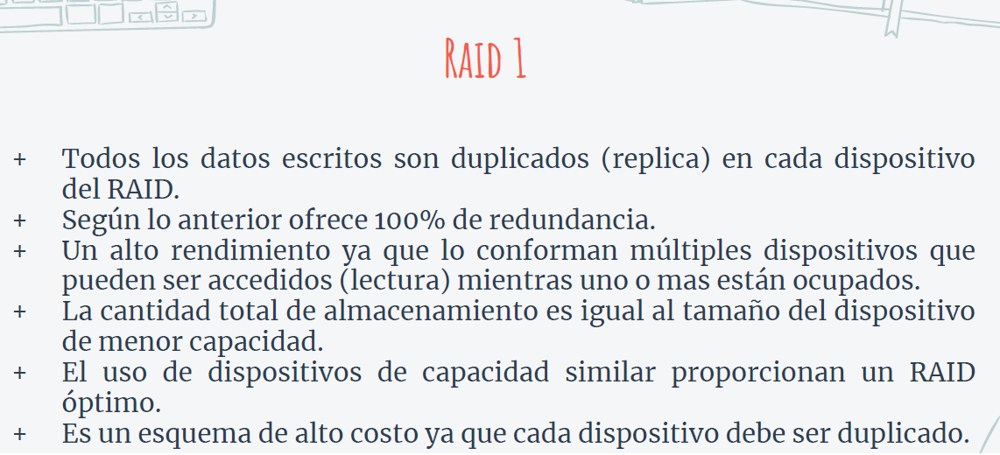 RAID 1
+ Todos los datos escritos son duplicados (replica) en cada dispositivo
del RAID.
+ Según lo anterior ofrece 100% de redundancia.
+ Un alto rendimiento ya que lo conforman múltiples dispositivos que
pueden ser accedidos (lectura) mientras uno o mas están ocupados.
+ La cantidad total de almacenamiento es igual al tamaño del dispositivo
de menor capacidad.
+ El uso de dispositivos de capacidad similar proporcionan un RAID
óptimo.
+ Es un esquema de alto costo ya que cada dispositivo debe ser duplicado.